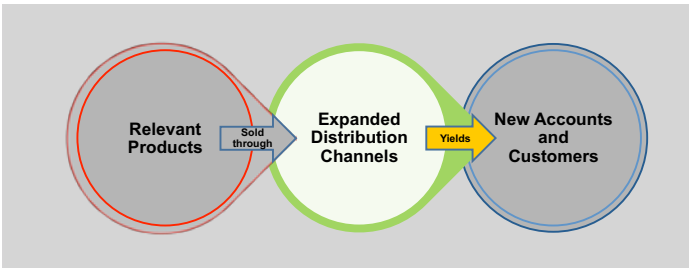 Relevant
Products
Sold
through
Expanded
Distribution
Channels
Yields
New Accounts
and
Customers